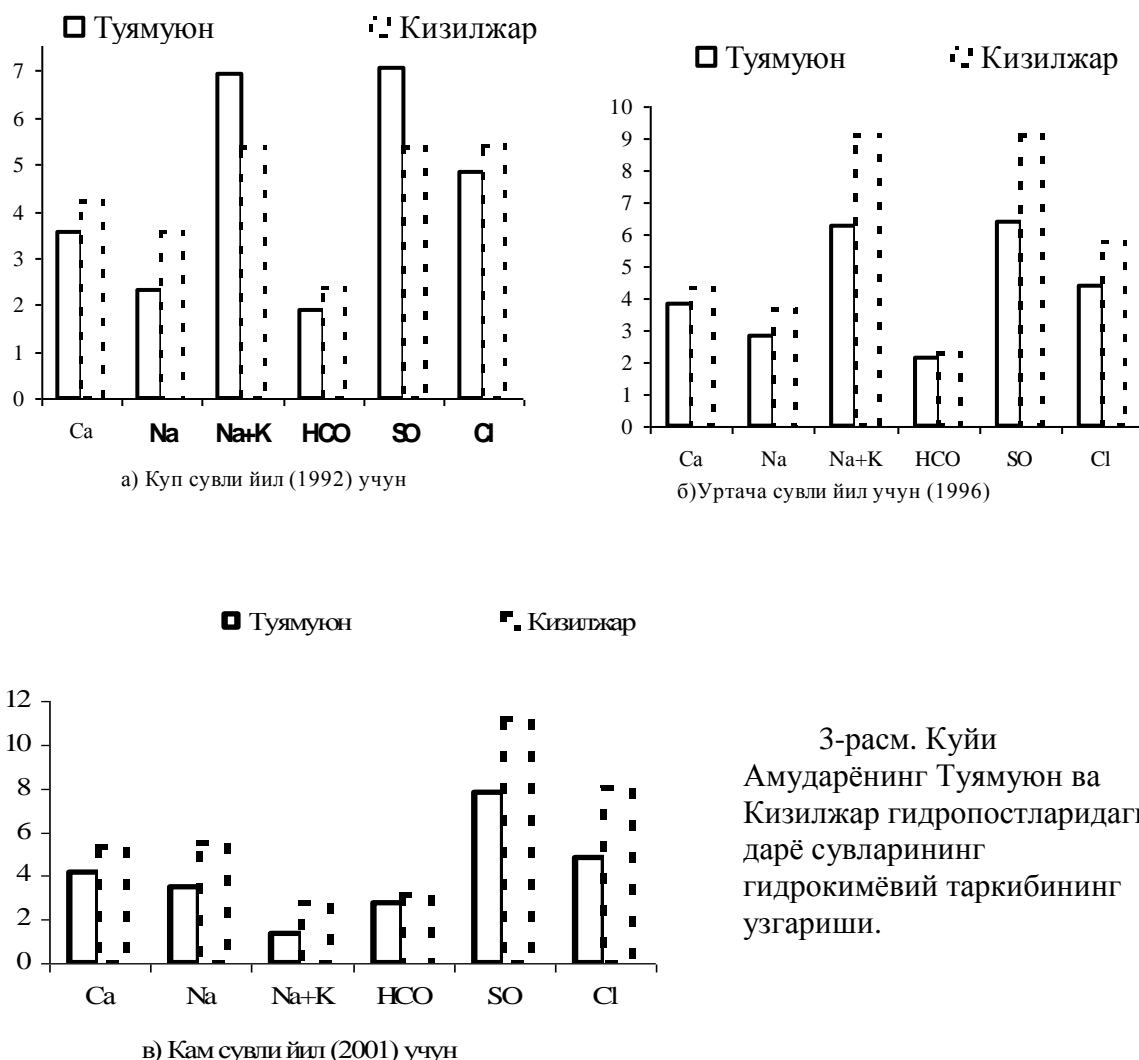 Туямуюн Кизилжар
7
6
5
4
3
2
1
0
Ca Na Na+K HCO SO Cl
а) Куп сувли йил (1992) учун
Туямуюн Кизилжар
10
9
8
7
6
5
4
3
2
1
0
Ca Na Na+K HCO SO Cl
б)Уртача сувли йил учун (1996)
Туямуюн Кизилжар
12
10
8
6
4
2
0
Ca Na Na+K HCO SO Cl
в) Кам сувли йил (2001) учун
3-расм. Куйи
Амударёнинг Туямуюн ва
Кизилжар гидропостларидаг
дарё сувларининг
гидрокимёвий таркибининг
узгариши.